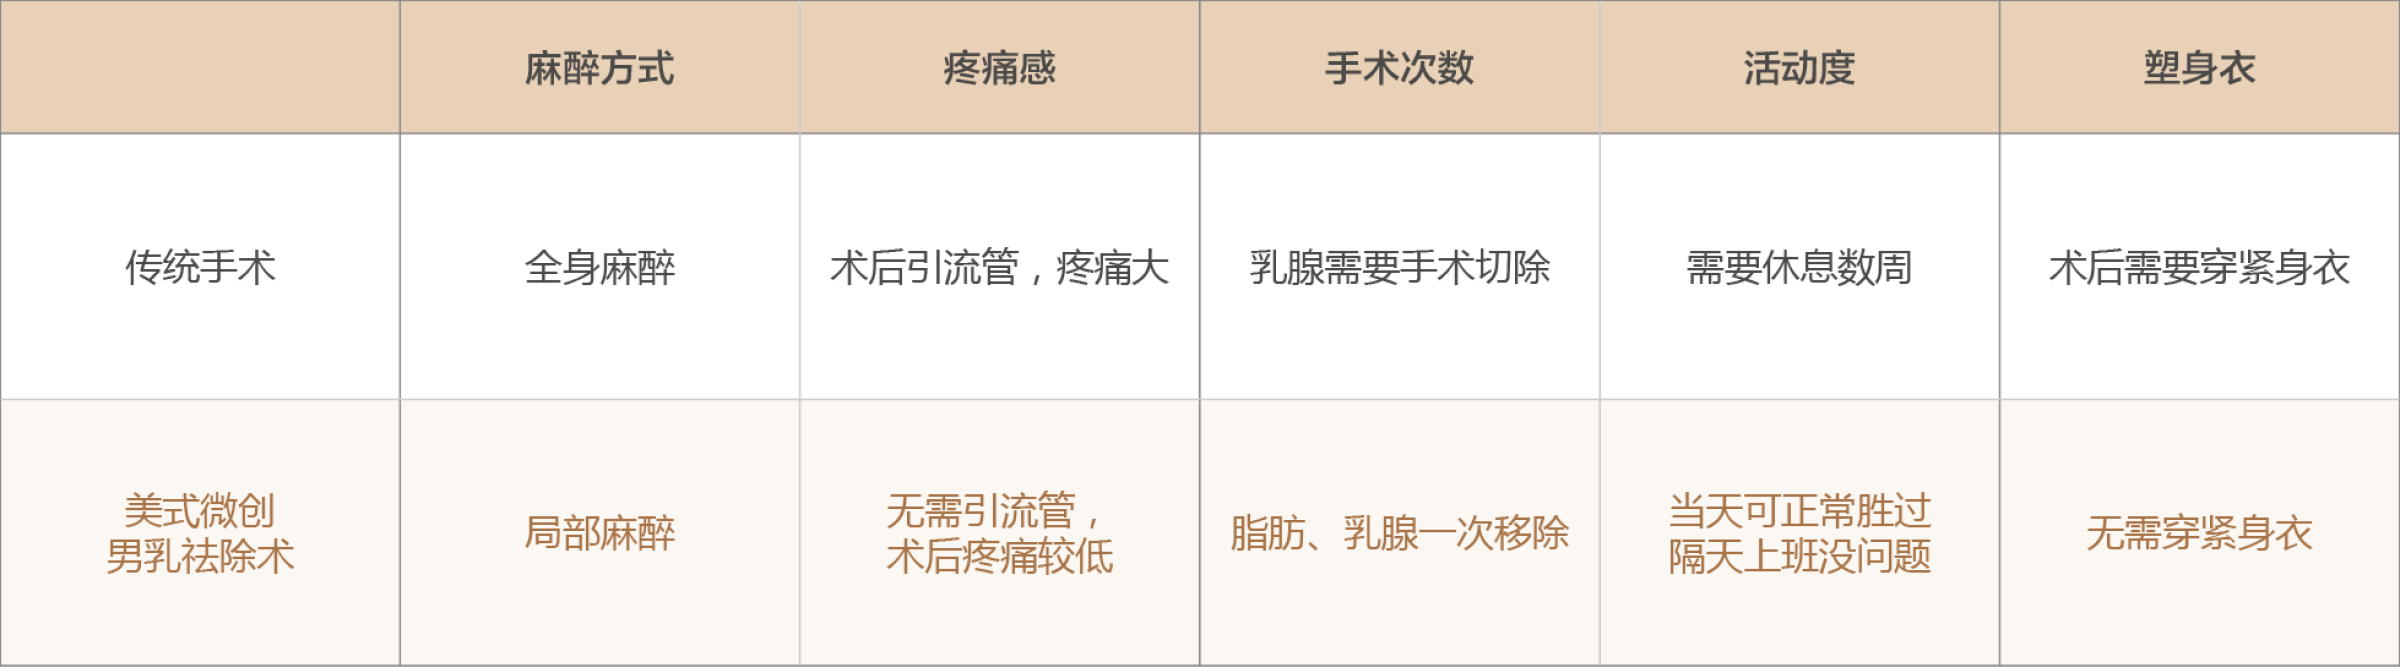 麻醉方式 疼痛感 手术次数 活动度 塑身衣
传统手术 全身麻醉 术后引流管，疼痛大 乳腺需要手术切除 需要休息数周 术后需要穿紧身衣
美式微创
男乳祛除术
局部麻醉
无需引流管，
术后疼痛较低
脂肪、乳腺一次移除
当天可正常胜过
隔天上班没问题
无需穿紧身衣